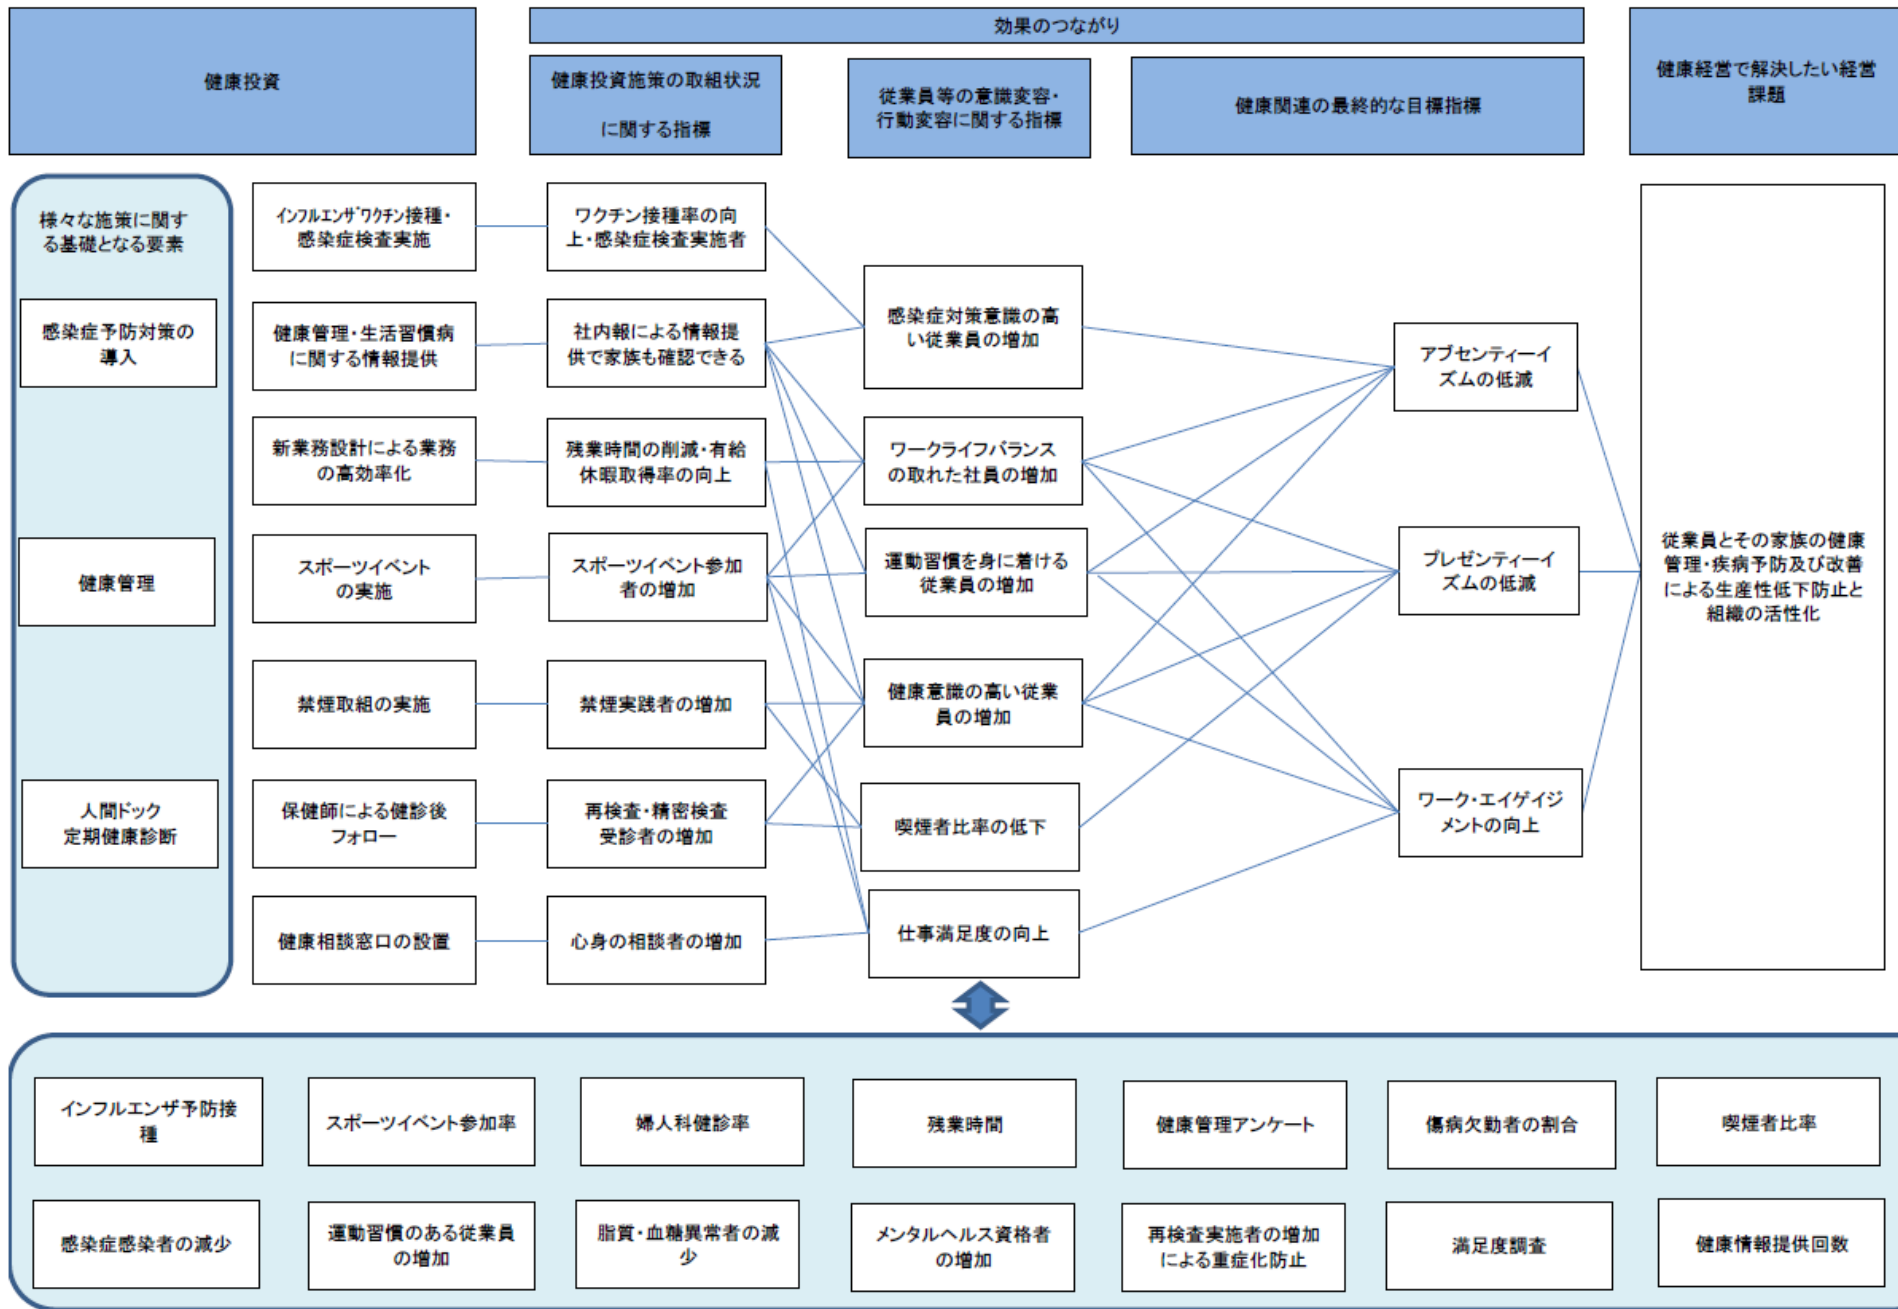 健康投資
効果のつながり
健康投資施策の取組状況
に関する指標
従業員等の意識変容・
行動変容に関する指標
健康関連の最終的な目標指標
健康経営で解決したい経営
課題
様々な施策に関す
る基礎となる要素
感染症予防対策の
導入
健康管理
人間ドック
定期健康診断
インフルエンザワクチン接種・
感染症検査実施
ワクチン接種率の向
上・感染症検査実施者
健康管理・生活習慣病
に関する情報提供
社内報による情報提
供で家族も確認できる
新業務設計による業務
の高効率化
残業時間の削減・有給
休暇取得率の向上
スポーツイベント
の実施
スポーツイベント参加
者の増加
禁煙取組の実施
禁煙実践者の増加
保健師による健診後
フォロー
再検査・精密検査
受診者の増加
健康相談窓口の設置
心身の相談者の増加
感染症対策意識の高
い従業員の増加
ワークライフバランス
の取れた社員の増加
運動習慣を身に着ける
従業員の増加
健康意識の高い従業
員の増加
喫煙者比率の低下
仕事満足度の向上
アブセンティーイ
ズムの低減
プレゼンティーイ
ズムの低減
ワーク・エイゲイジ
メントの向上
従業員とその家族の健康
管理・疾病予防及び改善
による生産性低下防止と
組織の活性化
インフルエンザ予防接
種
スポーツイベント参加率
婦人科健診率
残業時間
健康管理アンケート
傷病欠勤者の割合
喫煙者比率
感染症感染者の減少
運動習慣のある従業員
の増加
脂質・血糖異常者の減
少
メンタルヘルス資格者
の増加
再検査実施者の増加
による重症化防止
満足度調査
健康情報提供回数